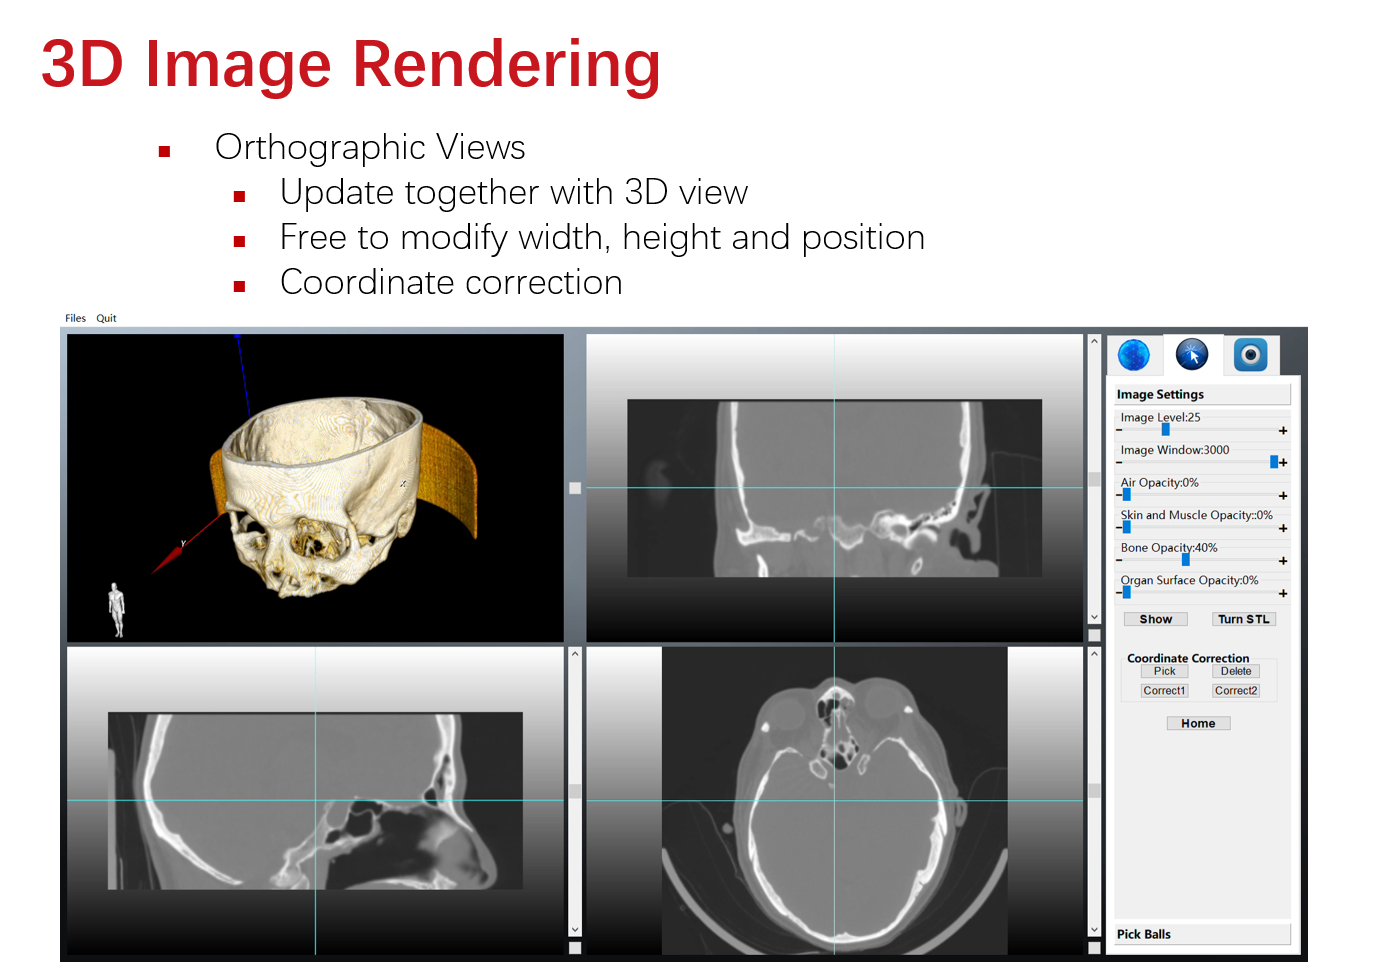 3D Image Rendering
Orthographic Views
Update together with 3D view
Free to modify width, height and position
Coordinate correction
Files Quit
Y
X
Image Settings
Image Level:25
- +
Image Window:3000
- +
Air Opacity:0%
- +
Skin and Muscle Opacity::0%
- +
Bone Opacity:40%
- +
Organ Surface Opacity:0%
- +
Show Turn STL
Coordinate Correction
Pick Delete
Correct1 Correct2
Home
Pick Balls